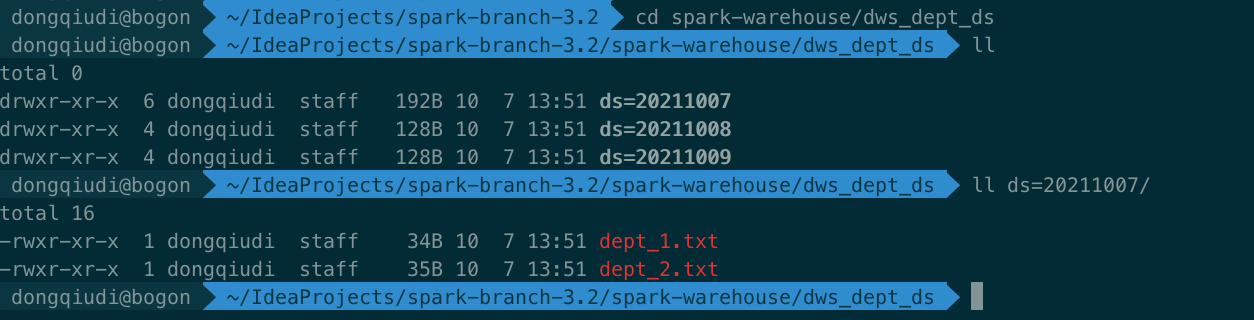 dongqiudi@bogon ~/IdeaProjects/spark-branch-3.2 cd spark-warehouse/dws_dept_ds
dongqiudi@bogon ~/IdeaProjects/spark-branch-3.2/spark-warehouse/dws_dept_ds ll
total 0
drwxr-xr-x 6 dongqiudi staff 192B 10 7 13:51 ds=20211007
drwxr-xr-x 4 dongqiudi staff 128B 10 7 13:51 ds=20211008
drwxr-xr-x 4 dongqiudi staff 128B 10 7 13:51 ds=20211009
dongqiudi@bogon ~/IdeaProjects/spark-branch-3.2/spark-warehouse/dws_dept_ds ll ds=20211007/
total 16
-rwxr-xr-x 1 dongqiudi staff 34B 10 7 13:51 dept_1.txt
-rwxr-xr-x 1 dongqiudi staff 35B 10 7 13:51 dept_2.txt
dongqiudi@bogon ~/IdeaProjects/spark-branch-3.2/spark-warehouse/dws_dept_ds